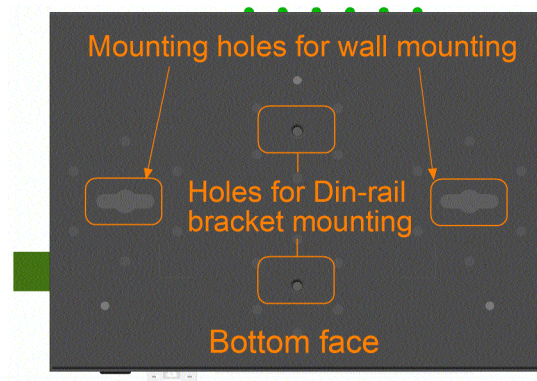 Mounting holes for wall mounting
Holes for Din-rail
bracket mounting
Bottom face